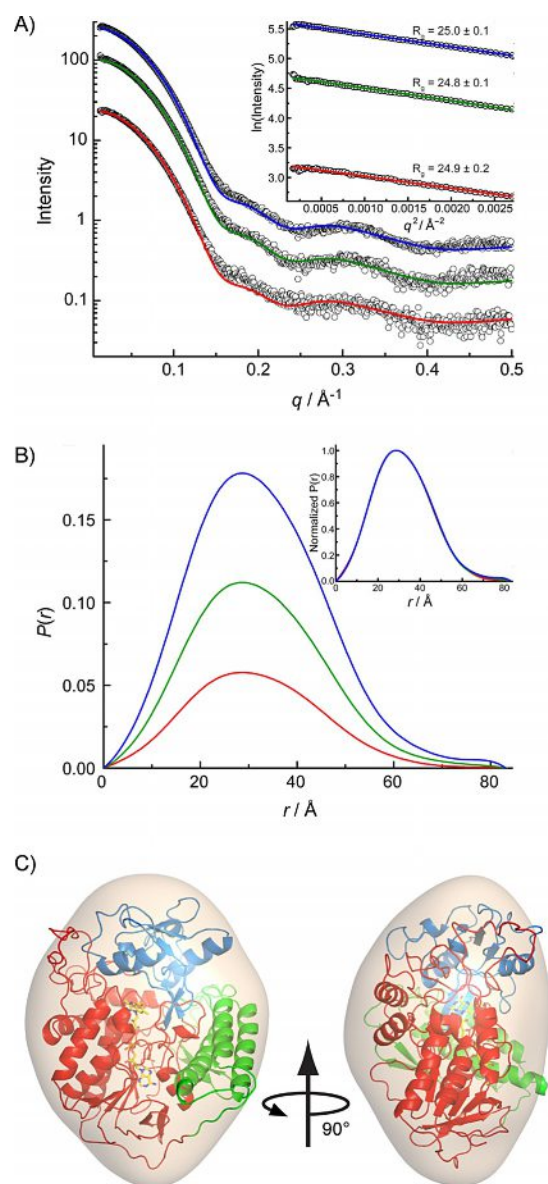 A)
R_g = 25.0 ± 0.1
R_g = 24.8 ± 0.1
R_g = 24.9 ± 0.2
ln(Intensity)
5.5
5.0
4.5
4.0
3.5
3.0
0.0005 0.0010 0.0015 0.0020 0.0025
q²/Å⁻²
Intensity
100
10
1
0.1
0.1 0.2 0.3 0.4 0.5
q / Å⁻¹
B)
Normalized P(r)
1.0
0.8
0.6
0.4
0.2
0.0
0 20 40 60 80
r / Å
P(r)
0.15
0.10
0.05
0.00
0 20 40 60 80
r / Å
C)
90°